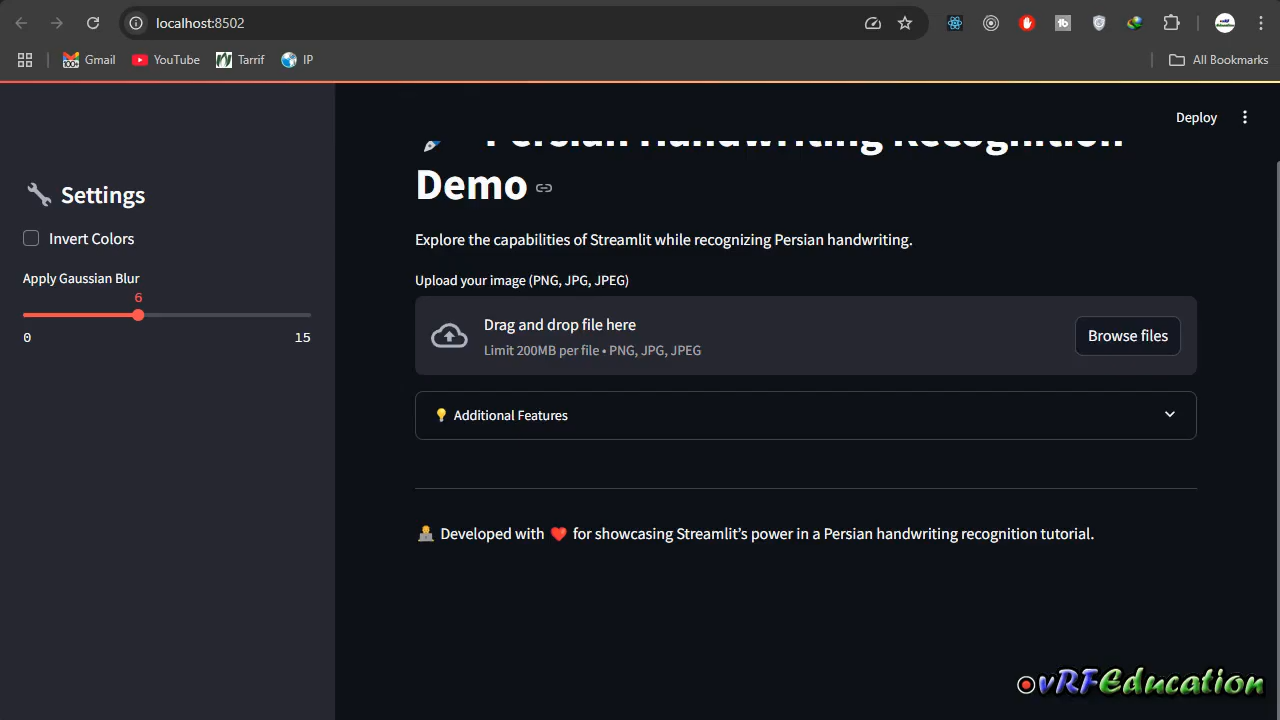 localhost:8502
Gmail
YouTube
Tarrif
IP
All Bookmarks
Deploy
Settings
Invert Colors
Apply Gaussian Blur
6
0
15
Persian Handwriting Recognition
Demo
Explore the capabilities of Streamlit while recognizing Persian handwriting.
Upload your image (PNG, JPG, JPEG)
Drag and drop file here
Limit 200MB per file • PNG, JPG, JPEG
Browse files
Additional Features
Developed with ❤️ for showcasing Streamlit’s power in a Persian handwriting recognition tutorial.
vRFEducation